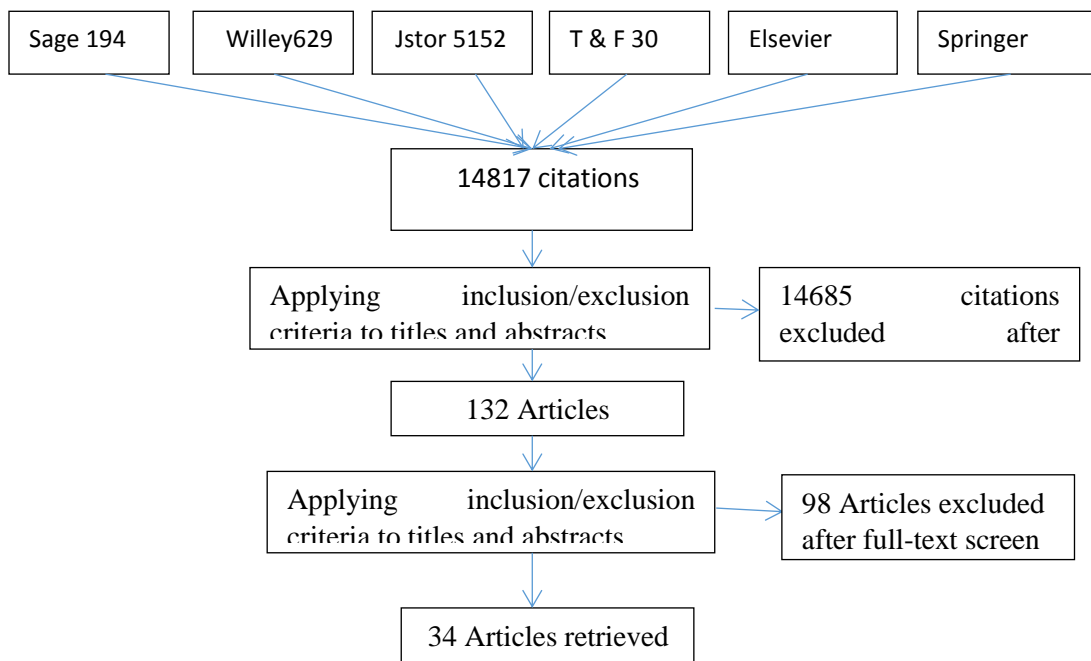 Sage 194
Willey629
Jstor 5152
T & F 30
Elsevier
Springer
14817 citations
Applying inclusion/exclusion
criteria to titles and abstracts
14685 citations
excluded after
132 Articles
Applying inclusion/exclusion
criteria to titles and abstracts
98 Articles excluded
after full-text screen
34 Articles retrieved